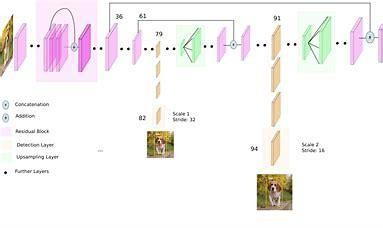 36
61
79
91
82
Scale 1
Stride: 32
94
Scale 2
Stride: 16
Concatenation
Addition
Residual Block
Detection Layer
Upsampling Layer
...
Further Layers